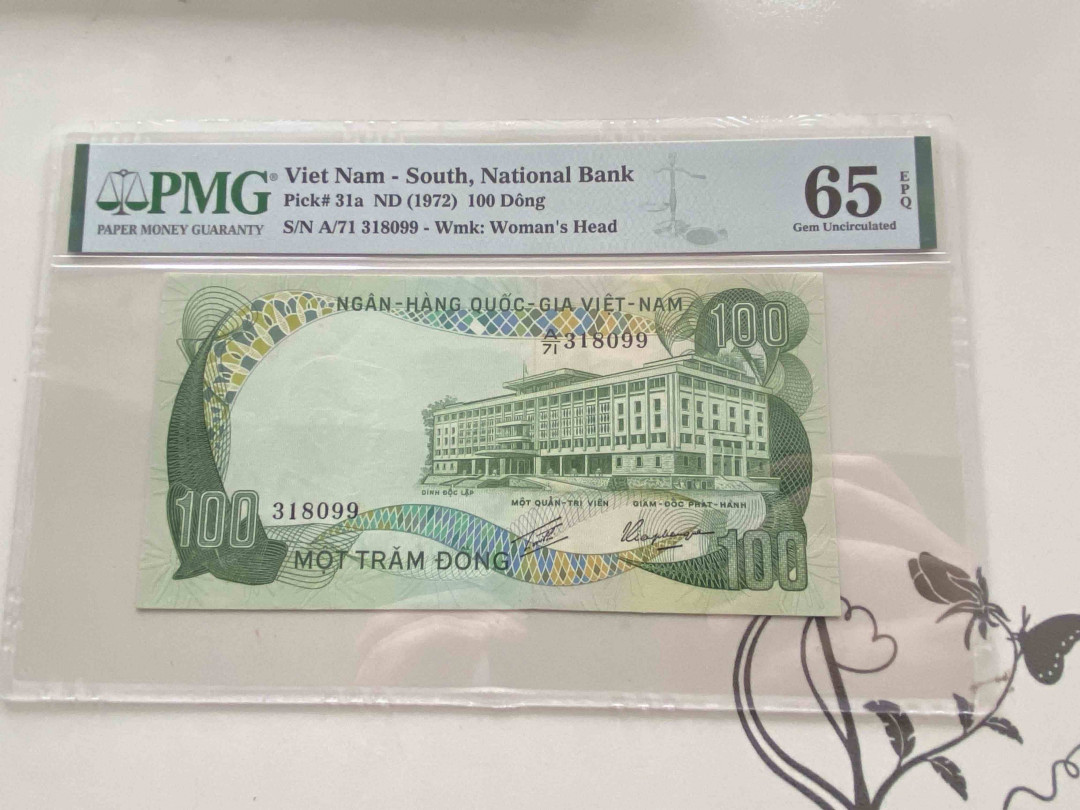 PMG®
PAPER MONEY GUARANTY
Viet Nam - South, National Bank
Pick# 31a ND (1972) 100 Dông
S/N A/71 318099 - Wmk: Woman's Head
65 EPQ
Gem Uncirculated
NGÂN-HÀNG QUỐC-GIA VIỆT-NAM
100
A/71 318099
DINH ĐỘC LẬP
MỘT QUẢN-TRỊ VIÊN
GIÁM-ĐỐC PHÁT-HÀNH
100
318099
MỘT TRĂM ĐỒNG
100